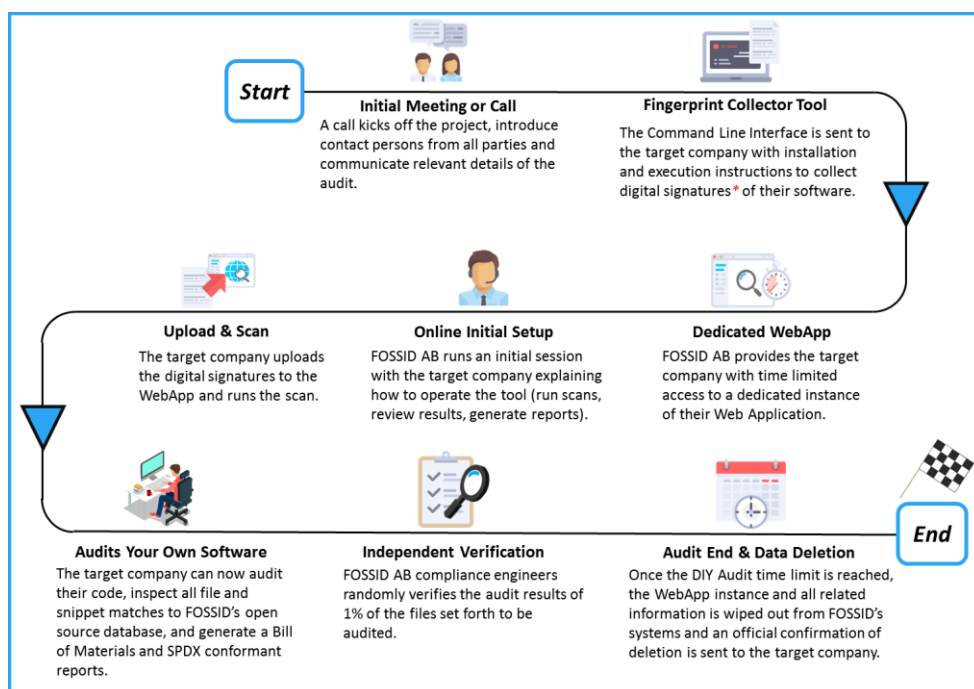 Start
Initial Meeting or Call
A call kicks off the project, introduce
contact persons from all parties and
communicate relevant details of the
audit.
Fingerprint Collector Tool
The Command Line Interface is sent to
the target company with installation
and execution instructions to collect
digital signatures* of their software.
Dedicated WebApp
FOSSID AB provides the target
company with time limited
access to a dedicated instance
of their Web Application.
Online Initial Setup
FOSSID AB runs an initial session
with the target company explaining
how to operate the tool (run scans,
review results, generate reports).
Upload & Scan
The target company uploads
the digital signatures to the
WebApp and runs the scan.
Audits Your Own Software
The target company can now audit
their code, inspect all file and
snippet matches to FOSSID's open
source database, and generate a Bill
of Materials and SPDX conformant
reports.
Independent Verification
FOSSID AB compliance engineers
randomly verifies the audit results of
1% of the files set forth to be
audited.
Audit End & Data Deletion
Once the DIY Audit time limit is reached,
the WebApp instance and all related
information is wiped out from FOSSID's
systems and an official confirmation of
deletion is sent to the target company.
End